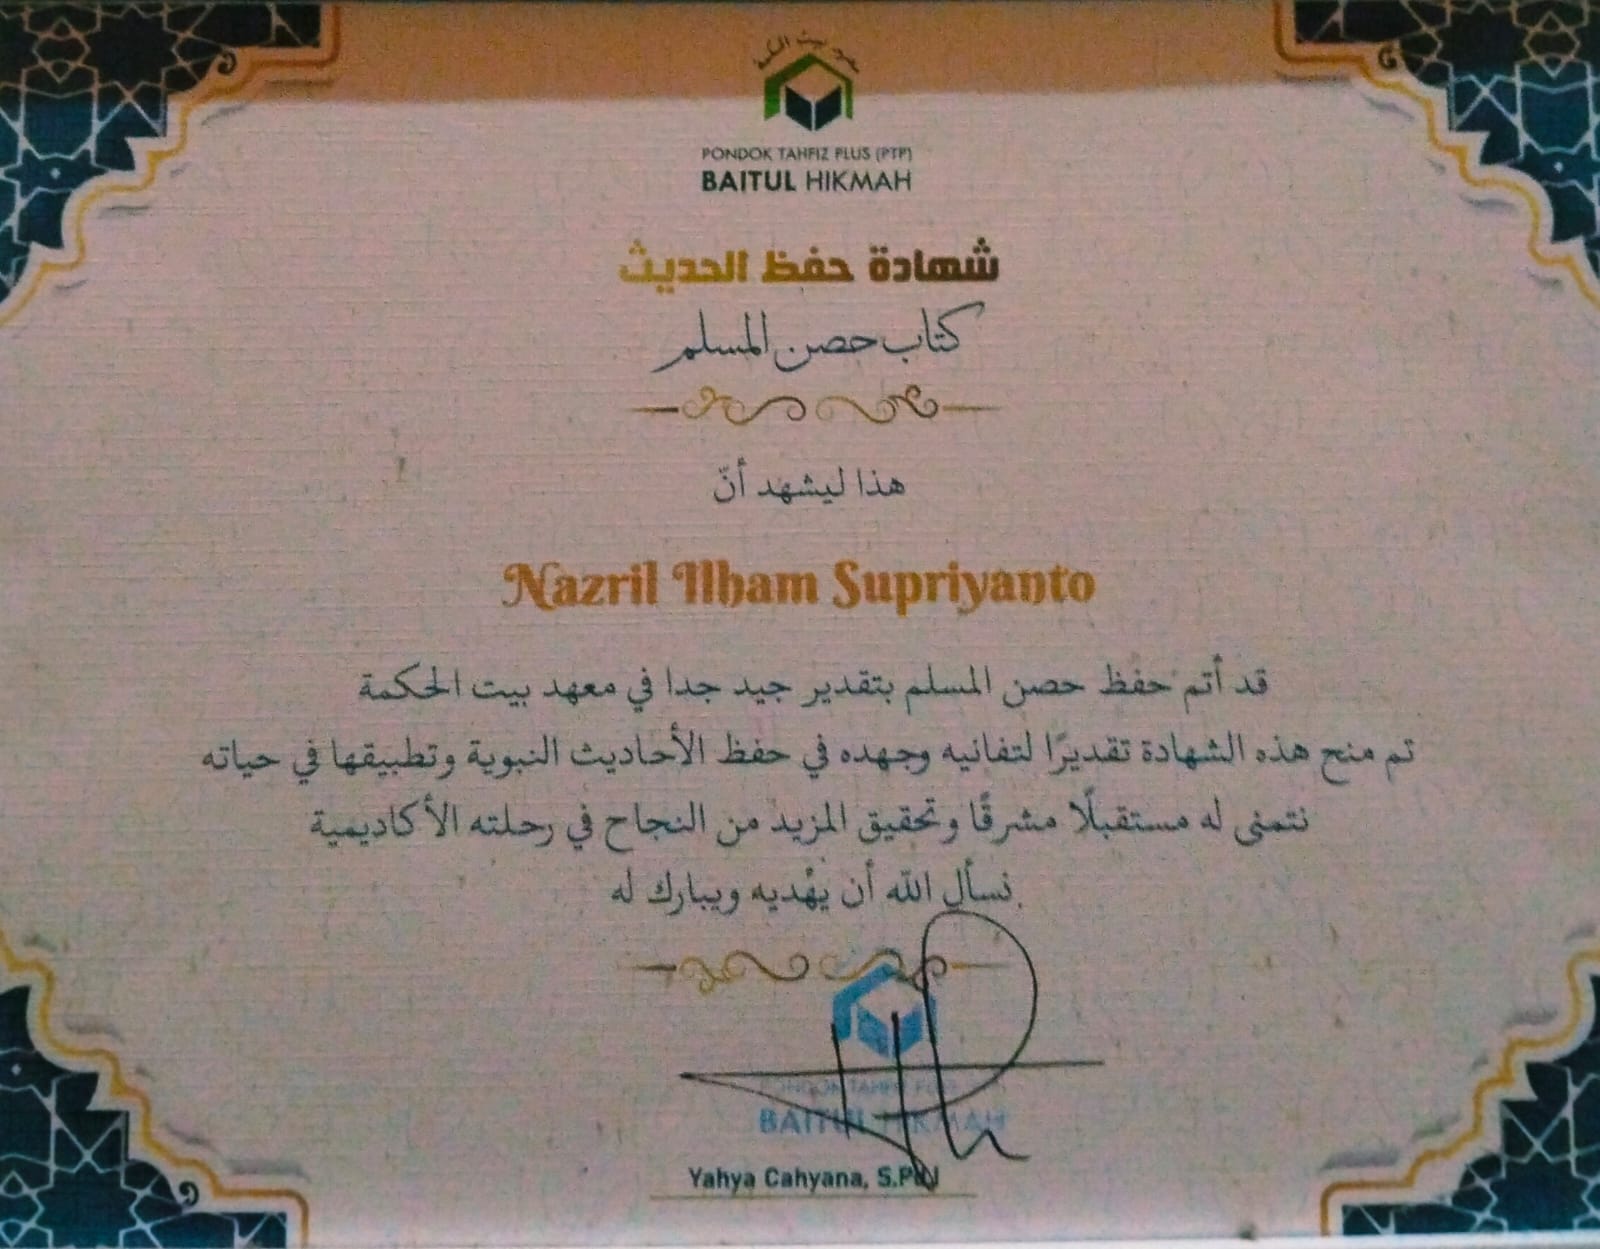 معهد بيت الحكمة
PONDOK TAHFIZ PLUS (PTP)
BAITUL HIKMAH
شهادة حفظ الحديث
كتاب حصن المسلم
هذا ليشهد أنّ
Nazril Ilham Supriyanto
قد أتم حفظ حصن المسلم بتقدير جيد جدا في معهد بيت الحكمة
تم منح هذه الشهادة تقديرًا لتفانيه وجهده في حفظ الأحاديث النبوية وتطبيقها في حياته
نتمنى له مستقبلًا مشرقًا وتحقيق المزيد من النجاح في رحلته الأكاديمية
نسأل الله أن يهْديه ويبارك له.
PONDOK TAHFIZ PLUS
BAITUL HIKMAH
Yahya Cahyana, S.Pd.I